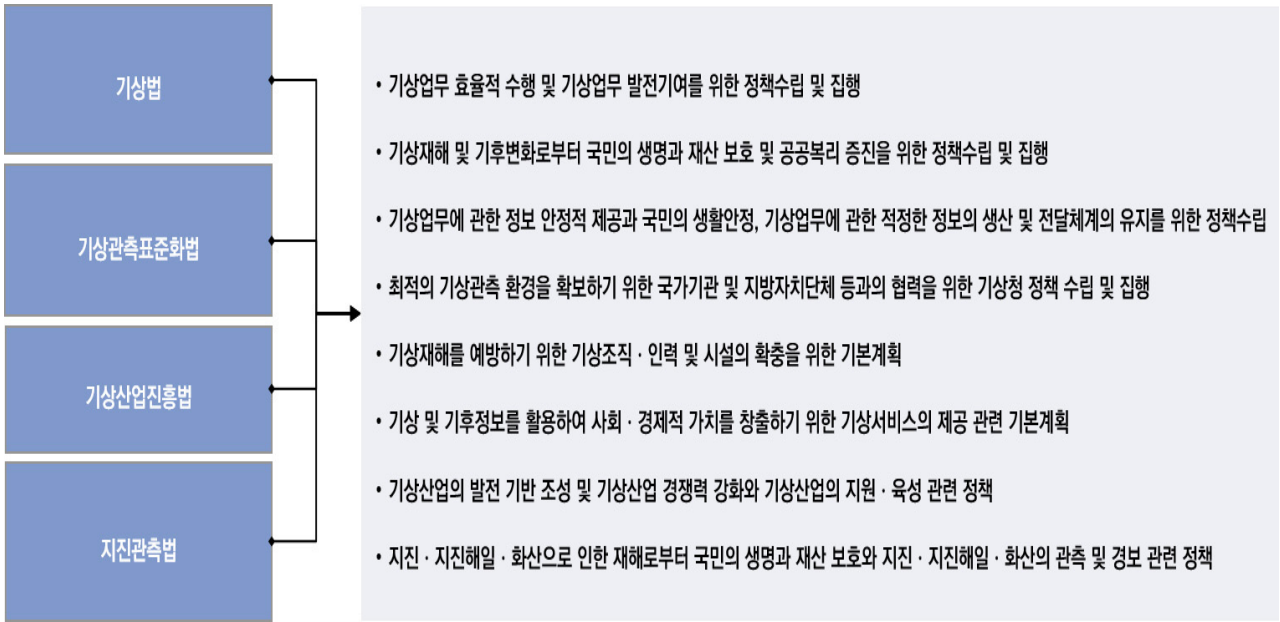 기상법
기상관측표준화법
기상산업진흥법
지진관측법
• 기상업무 효율적 수행 및 기상업무 발전기여를 위한 정책수립 및 집행
• 기상재해 및 기후변화로부터 국민의 생명과 재산 보호 및 공공복리 증진을 위한 정책수립 및 집행
• 기상업무에 관한 정보 안정적 제공과 국민의 생활안정, 기상업무에 관한 적정한 정보의 생산 및 전달체계의 유지를 위한 정책수립
• 최적의 기상관측 환경을 확보하기 위한 국가기관 및 지방자치단체 등과의 협력을 위한 기상청 정책 수립 및 집행
• 기상재해를 예방하기 위한 기상조직 · 인력 및 시설의 확충을 위한 기본계획
• 기상 및 기후정보를 활용하여 사회 · 경제적 가치를 창출하기 위한 기상서비스의 제공 관련 기본계획
• 기상산업의 발전 기반 조성 및 기상산업 경쟁력 강화와 기상산업의 지원 · 육성 관련 정책
• 지진 · 지진해일 · 화산으로 인한 재해로부터 국민의 생명과 재산 보호와 지진 · 지진해일 · 화산의 관측 및 경보 관련 정책